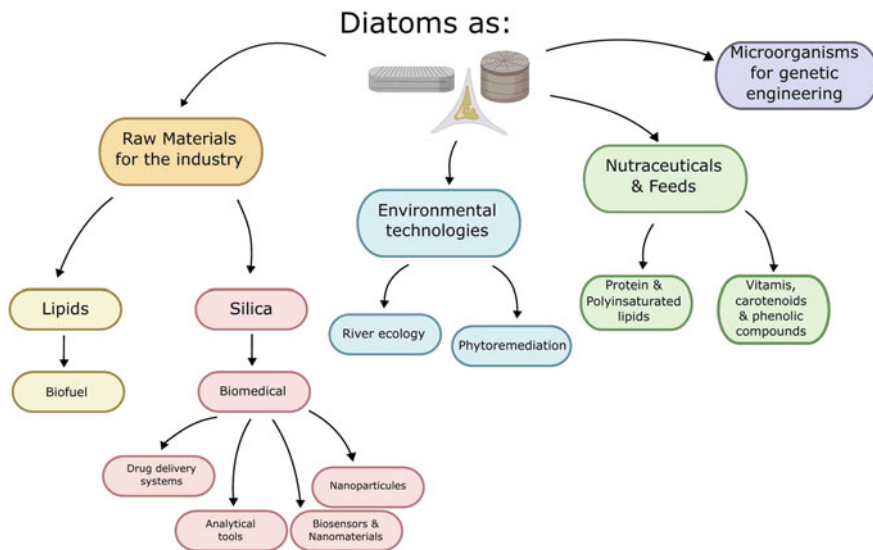 Diatoms as:
Microorganisms
for genetic
engineering
Raw Materials
for the industry
Nutraceuticals
& Feeds
Environmental
technologies
Lipids
Silica
River ecology
Phytoremediation
Protein &
Polyinsaturated
lipids
Vitamis,
carotenoids
& phenolic
compounds
Biofuel
Biomedical
Drug delivery
systems
Nanoparticules
Analytical
tools
Biosensors &
Nanomaterials